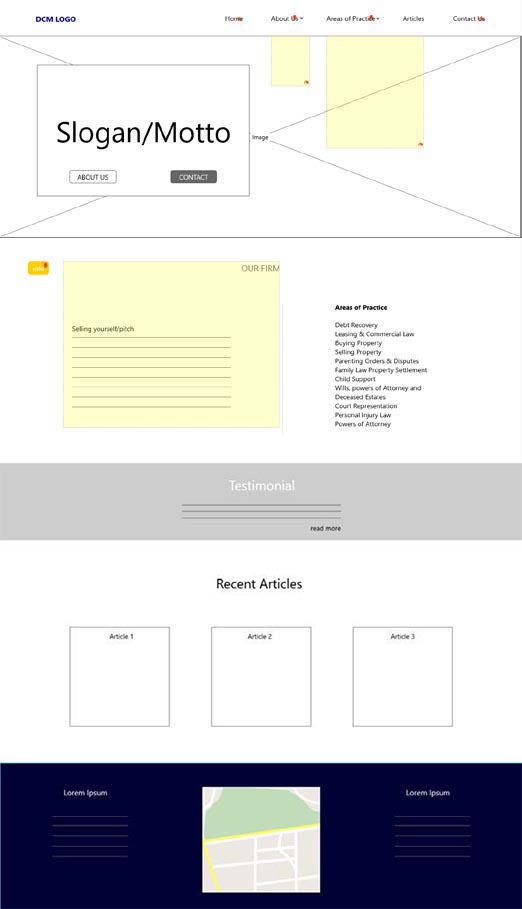 DCM LOGO
Home
About Us
Areas of Practice
Articles
Contact Us
Slogan/Motto
Image
ABOUT US
CONTACT
info
OUR FIRM
Selling yourself/pitch
Areas of Practice
Debt Recovery
Leasing & Commercial Law
Buying Property
Selling Property
Parenting Orders & Disputes
Family Law Property Settlement
Child Support
Wills, powers of Attorney and
Deceased Estates
Court Representation
Personal Injury Law
Powers of Attorney
Testimonial
read more
Recent Articles
Article 1
Article 2
Article 3
Lorem Ipsum
Lorem Ipsum